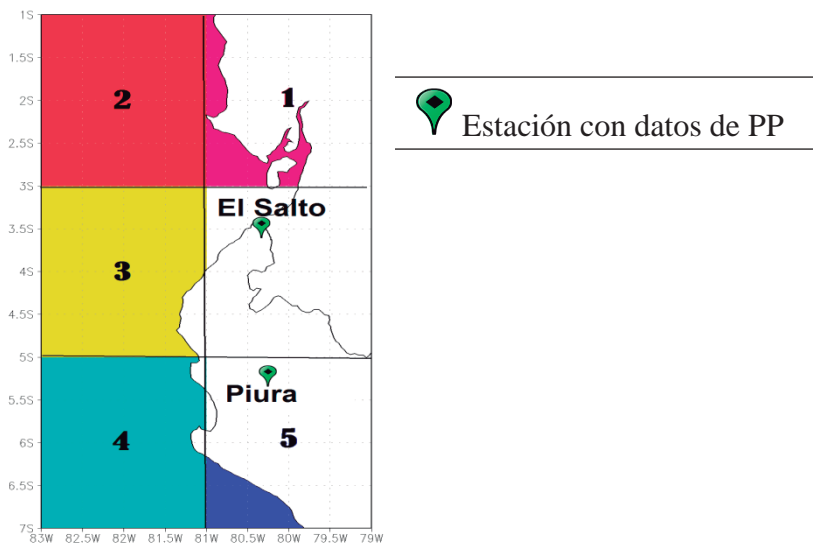 1S
1.5S
2S
2.5S
3S
3.5S
4S
4.5S
5S
5.5S
6S
6.5S
7S
83W 82.5W 82W 81.5W 81W 80.5W 80W 79.5W 79W
2
1
El Salto
3
Piura
4
5
Estación con datos de PP